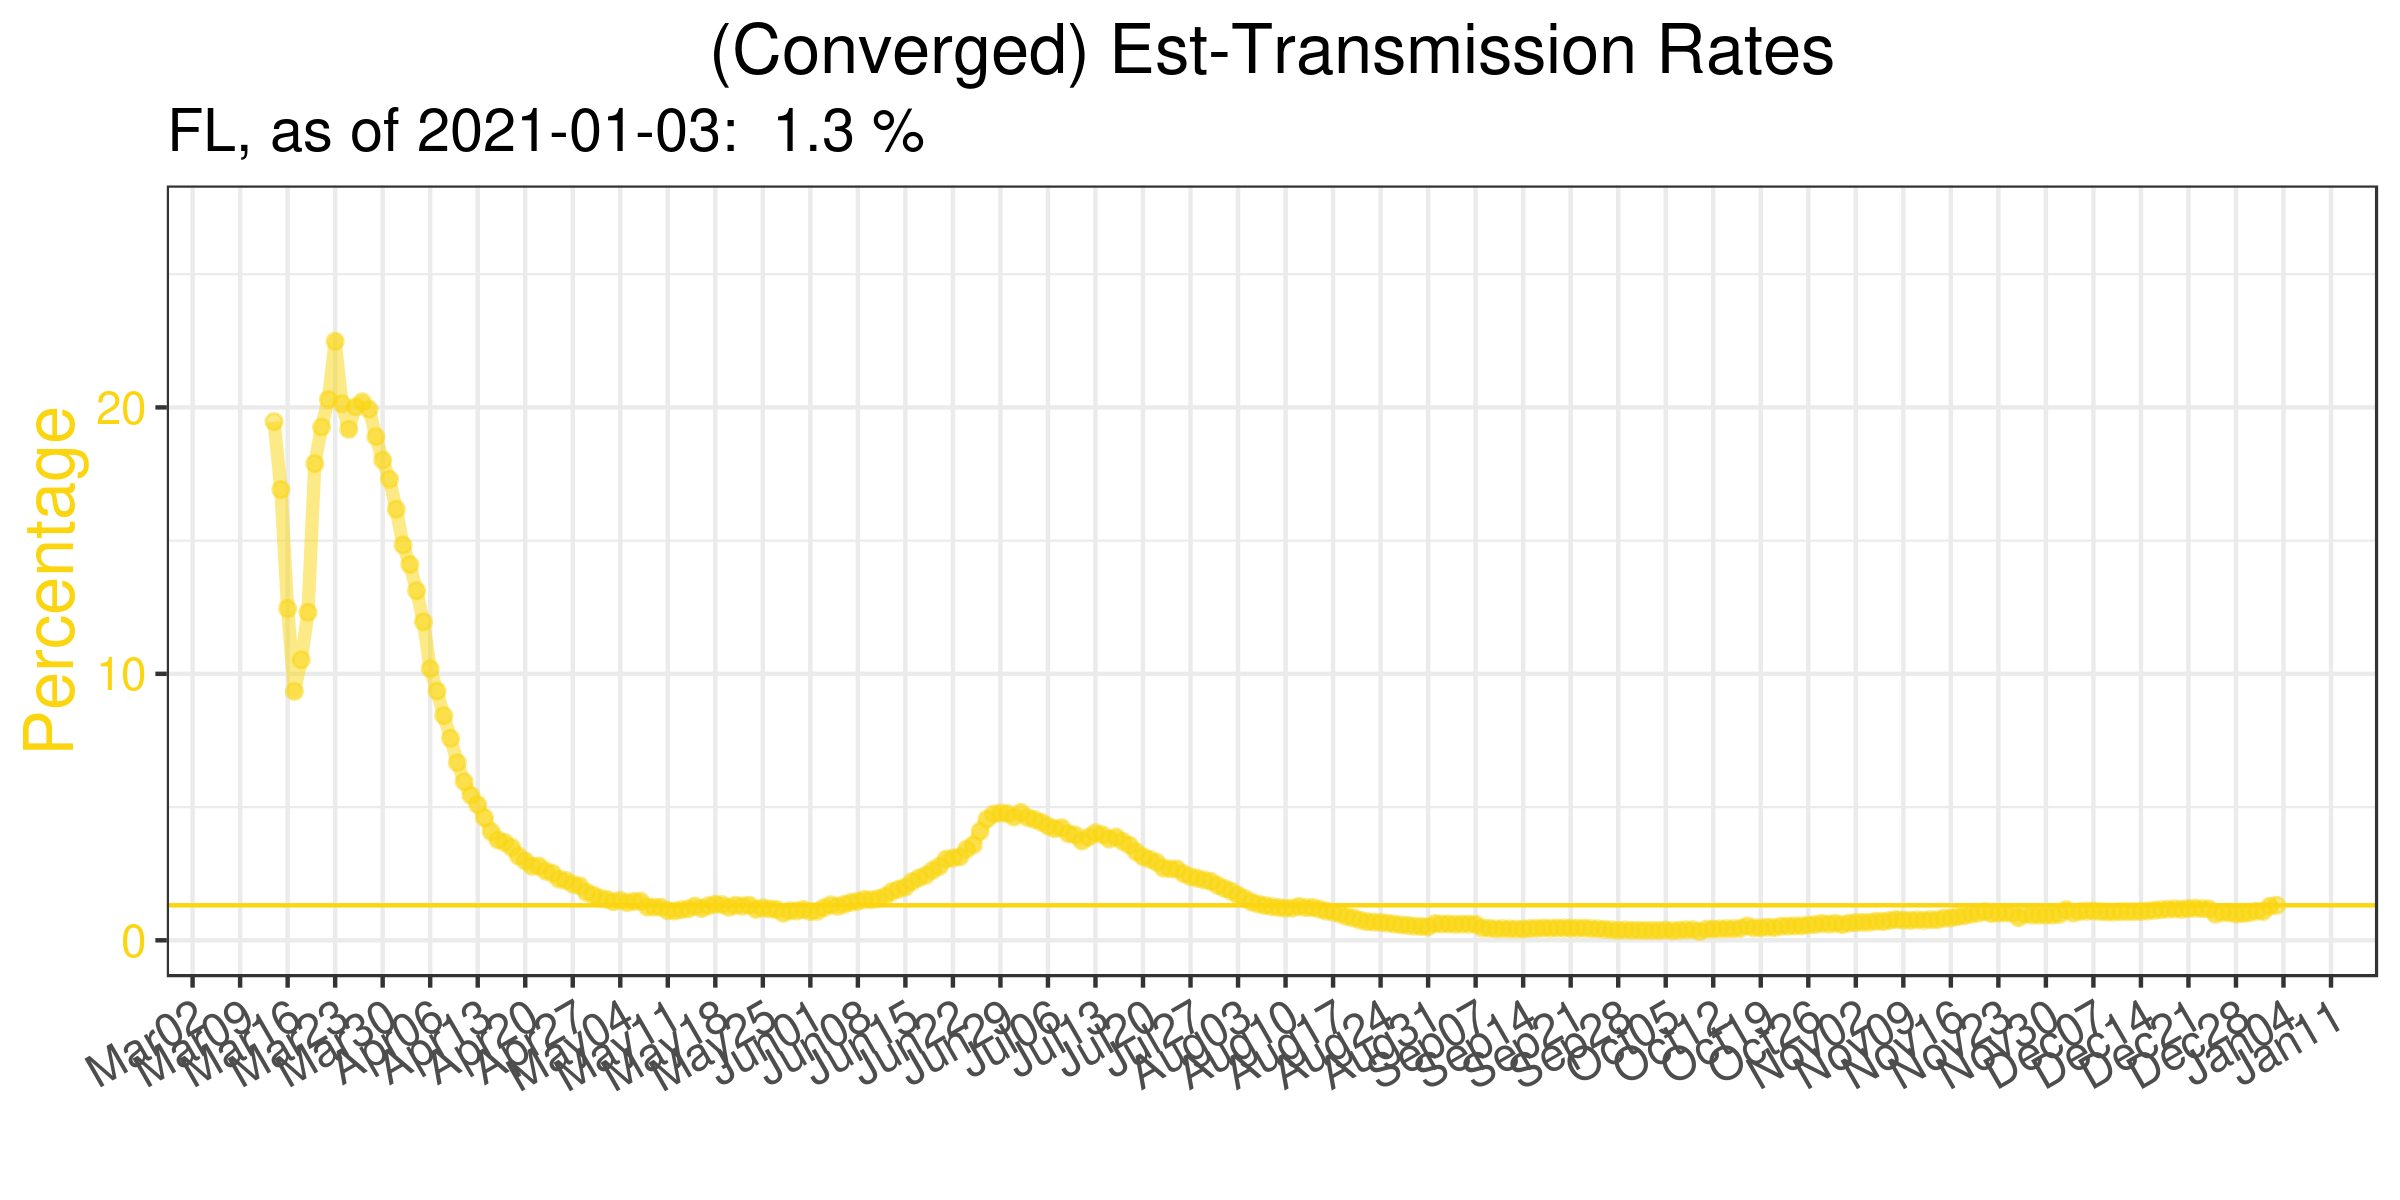 (Converged) Est-Transmission Rates
FL, as of 2021-01-03:  1.3 %
Percentage
20
10
0
Mar02
Mar09
Mar16
Mar23
Mar30
Apr06
Apr13
Apr20
Apr27
May04
May11
May18
May25
Jun01
Jun08
Jun15
Jun22
Jun29
Jul06
Jul13
Jul20
Jul27
Aug03
Aug10
Aug17
Aug24
Aug31
Sep07
Sep14
Sep21
Sep28
Oct05
Oct12
Oct19
Oct26
Nov02
Nov09
Nov16
Nov23
Nov30
Dec07
Dec14
Dec21
Dec28
Jan04
Jan11